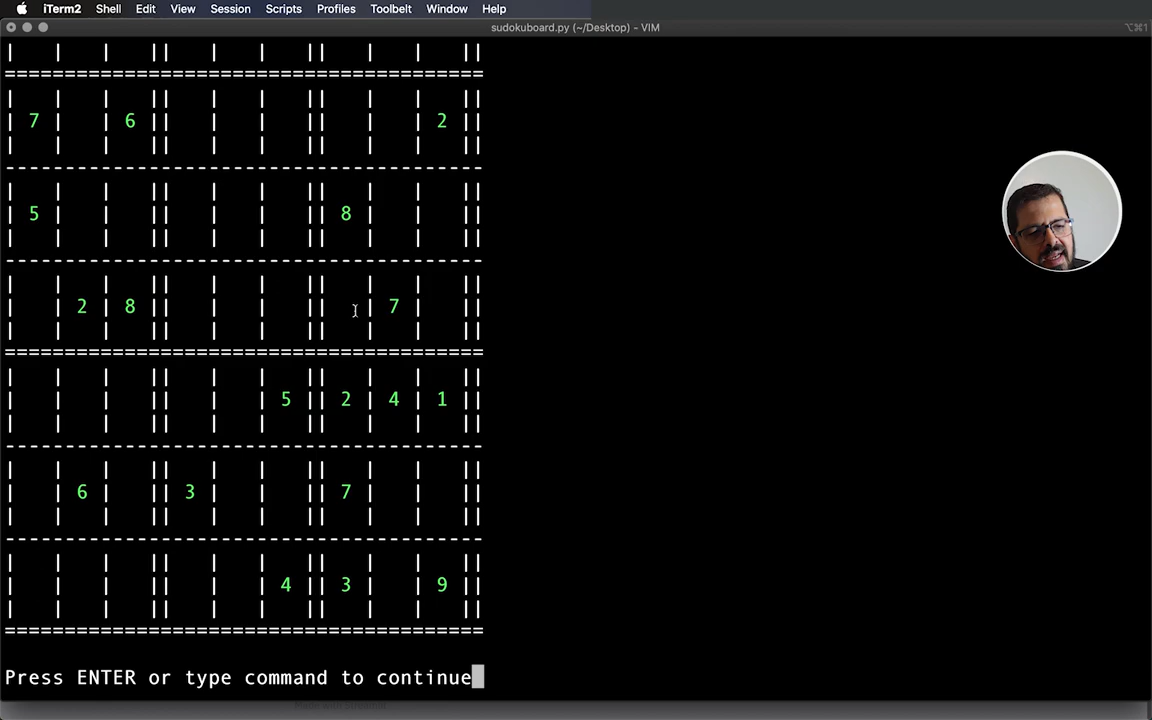 iTerm2 Shell Edit View Session Scripts Profiles Toolbelt Window Help
sudokuboard.py (~/Desktop) - VIM ⌥⌘1
7 6 2
5 8
2 8 7
5 2 4 1
6 3 7
4 3 9
Press ENTER or type command to continue